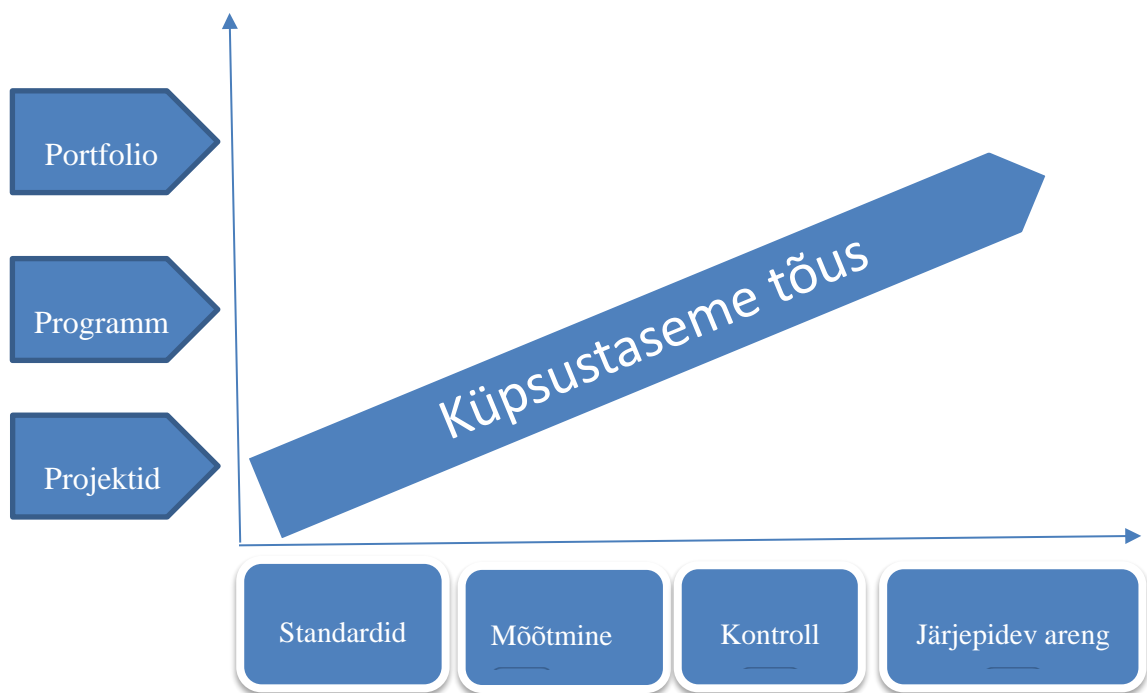 Portfolio
Programm
Projektid
Küpsustaseme tõus
Standardid
Mõõtmine
Kontroll
Järjepidev areng